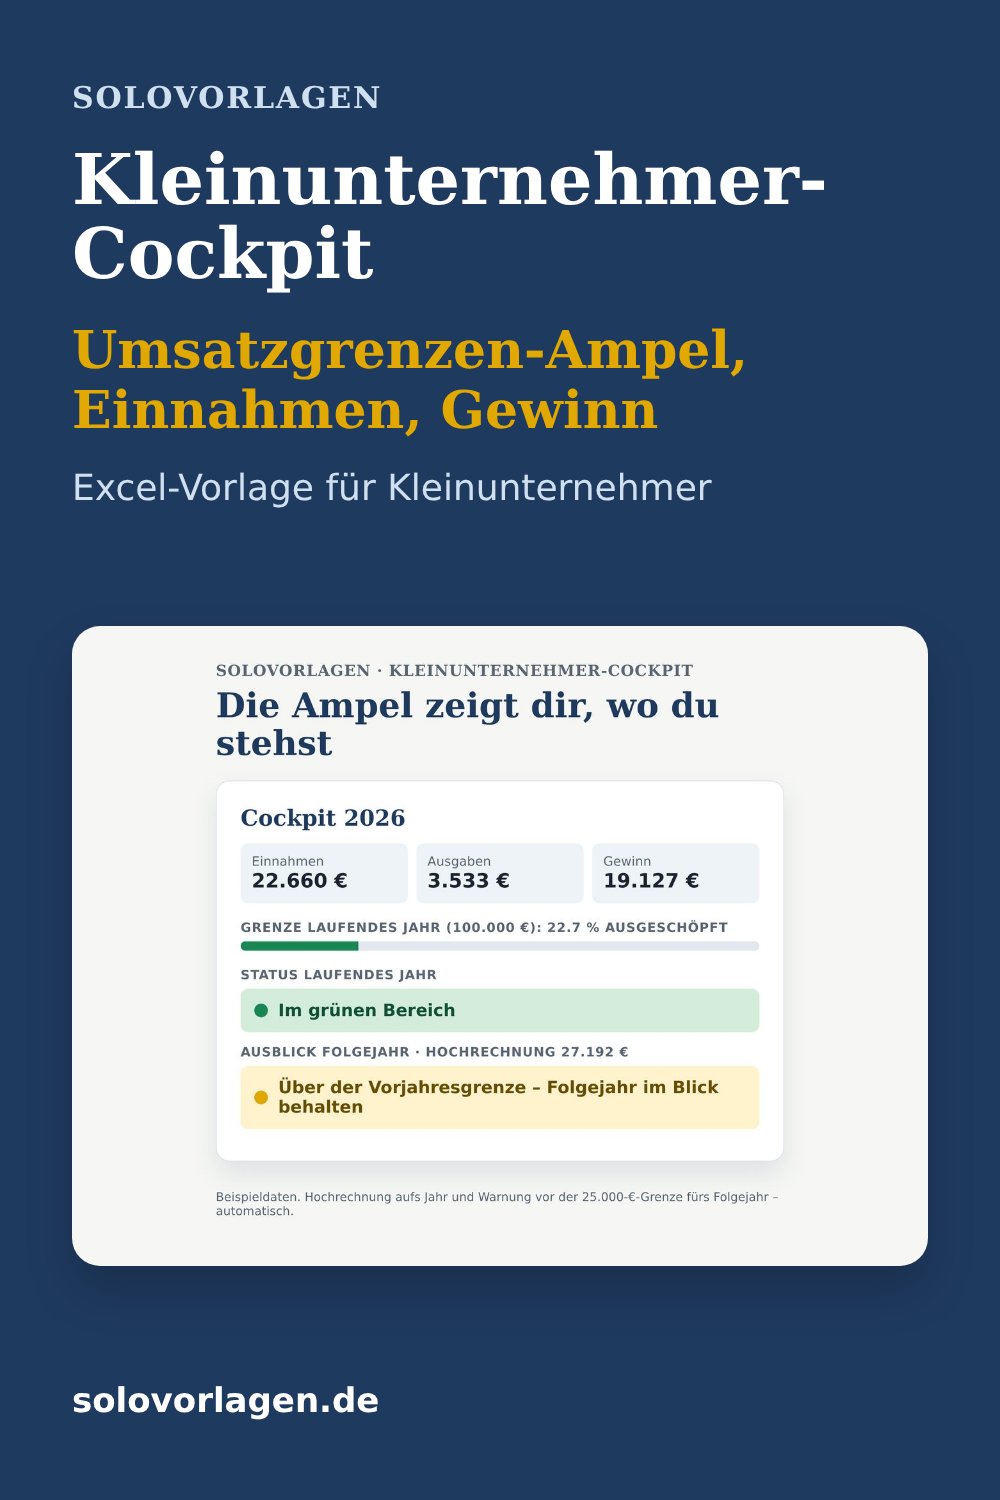 SOLOVORLAGEN
Kleinunternehmer-
Cockpit
Umsatzgrenzen-Ampel,
Einnahmen, Gewinn
Excel-Vorlage für Kleinunternehmer
SOLOVORLAGEN · KLEINUNTERNEHMER-COCKPIT
Die Ampel zeigt dir, wo du
stehst
Cockpit 2026
Einnahmen
22.660 €
Ausgaben
3.533 €
Gewinn
19.127 €
GRENZE LAUFENDES JAHR (100.000 €): 22.7 % AUSGESCHÖPFT
STATUS LAUFENDES JAHR
Im grünen Bereich
AUSBLICK FOLGEJAHR · HOCHRECHNUNG 27.192 €
Über der Vorjahresgrenze – Folgejahr im Blick
behalten
Beispieldaten. Hochrechnung aufs Jahr und Warnung vor der 25.000-€-Grenze fürs Folgejahr –
automatisch.
solovorlagen.de